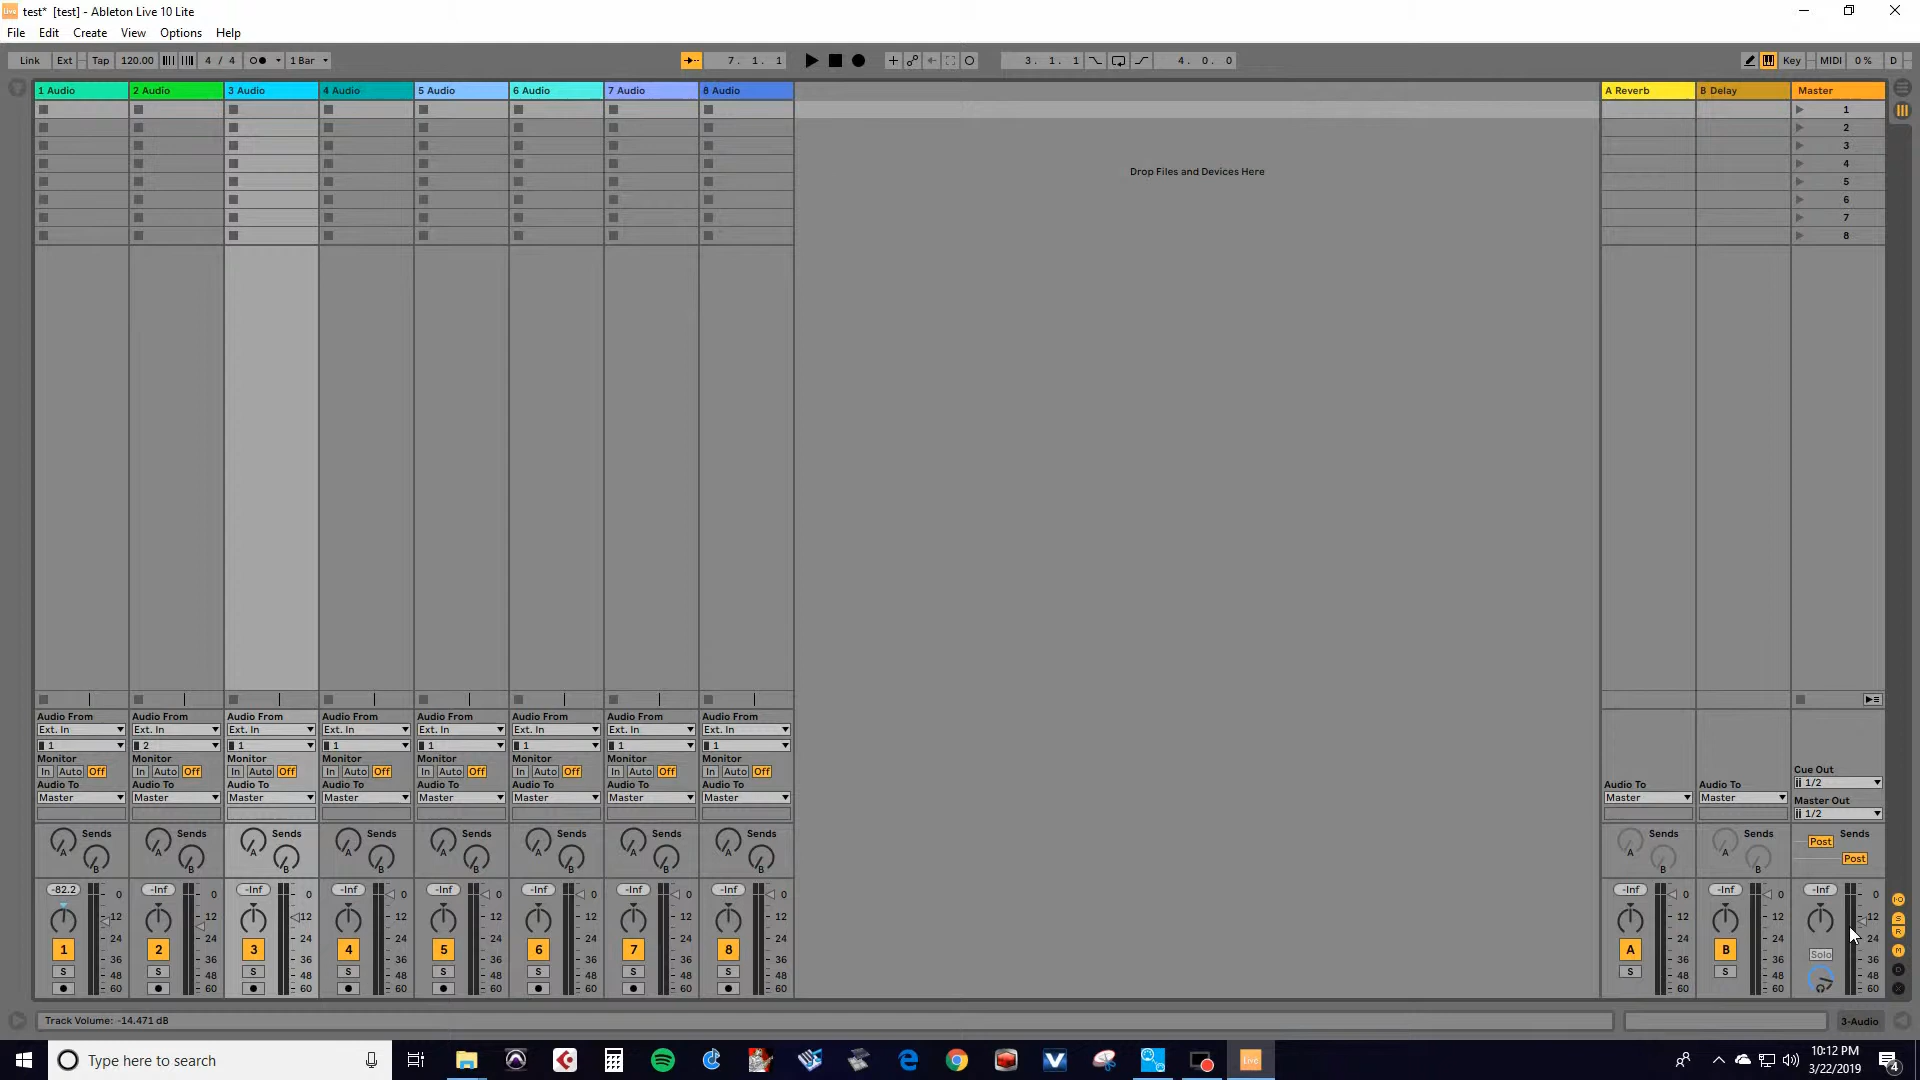 test* [test] - Ableton Live 10 Lite
File Edit Create View Options Help
Link Ext Tap 120.00 4 / 4 1 Bar 7. 1. 1 3. 1. 1 4. 0. 0 Key MIDI 0 % D
1 Audio 2 Audio 3 Audio 4 Audio 5 Audio 6 Audio 7 Audio 8 Audio A Reverb B Delay Master
1
2
3
4
5
6
7
8
Drop Files and Devices Here
Audio From Audio From Audio From Audio From Audio From Audio From Audio From Audio From
Ext. In Ext. In Ext. In Ext. In Ext. In Ext. In Ext. In Ext. In
1 2 1 1 1 1 1 1
Monitor Monitor Monitor Monitor Monitor Monitor Monitor Monitor
In Auto Off In Auto Off In Auto Off In Auto Off In Auto Off In Auto Off In Auto Off In Auto Off
Cue Out
1/2
Audio To Audio To Audio To Audio To Audio To Audio To Audio To Audio To Audio To Audio To
Master Master Master Master Master Master Master Master Master Master
Master Out
1/2
Sends Sends Sends Sends Sends Sends Sends Sends Sends Sends Sends
A A A A A A A A A A Post
B B B B B B B B B B Post
-82.2 -Inf -Inf -Inf -Inf -Inf -Inf -Inf -Inf -Inf -Inf
0 0 0 0 0 0 0 0 0 0 0
12 12 12 12 12 12 12 12 12 12 12
24 24 24 24 24 24 24 24 24 24 24
1 2 3 4 5 6 7 8 A B Solo
36 36 36 36 36 36 36 36 36 36 36
S S S S S S S S S S
48 48 48 48 48 48 48 48 48 48 48
60 60 60 60 60 60 60 60 60 60 60
Track Volume: -14.471 dB
3-Audio
Type here to search
Live
10:12 PM
3/22/2019
4